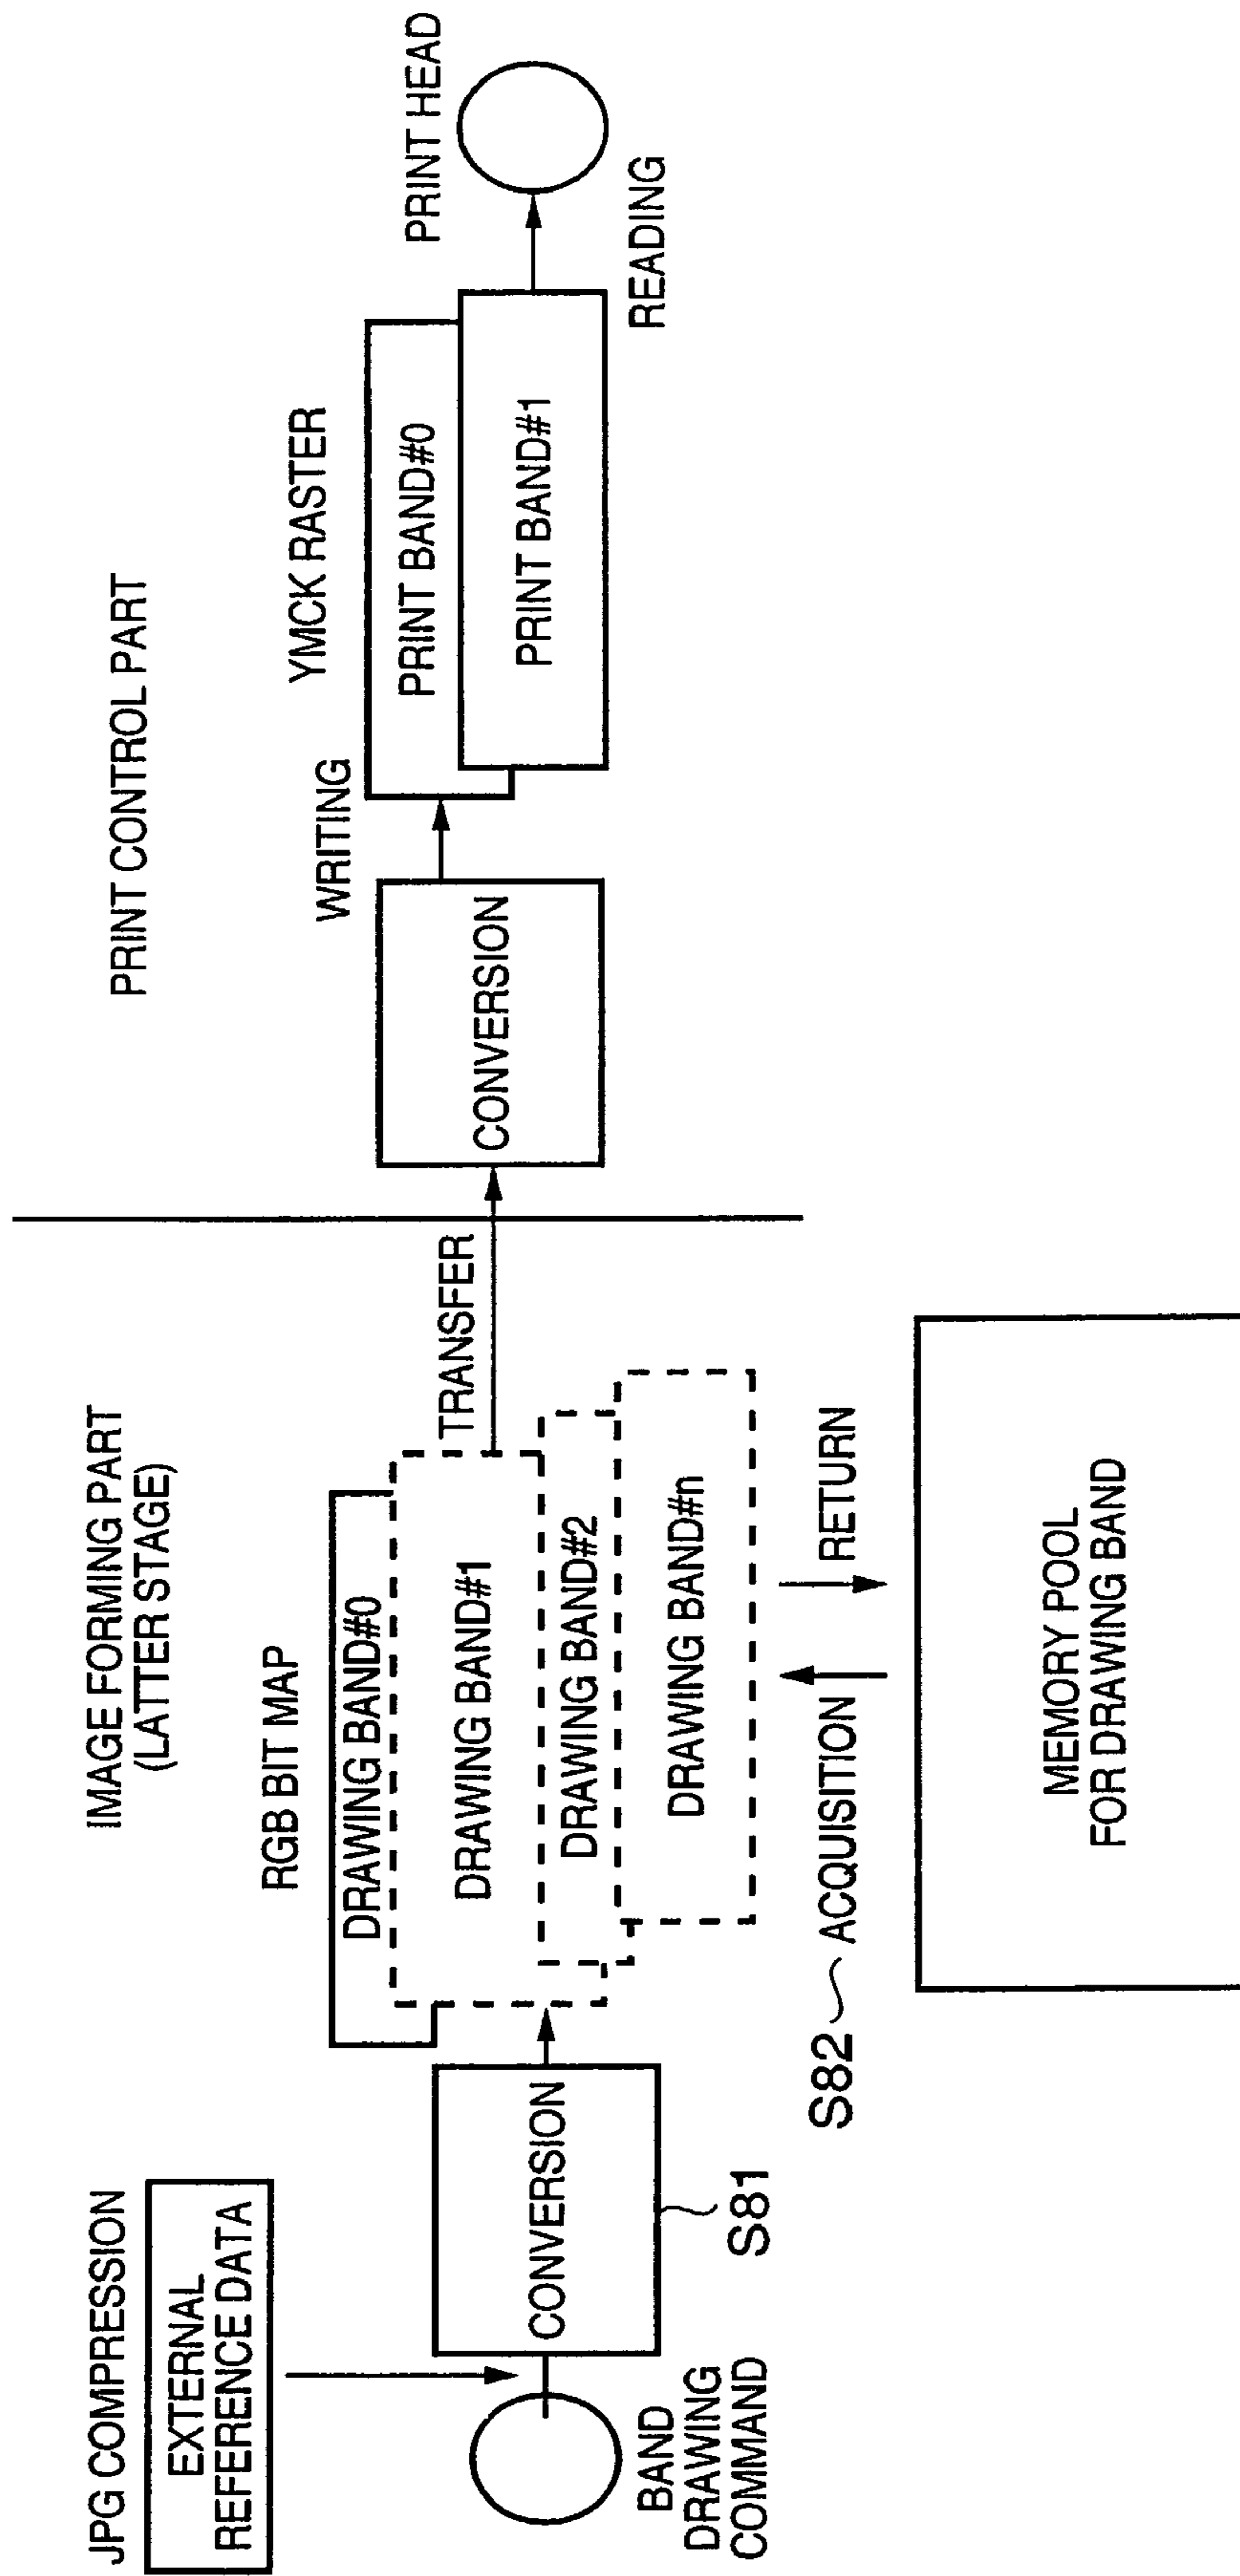 IMAGE FORMING PART
(LATTER STAGE)
PRINT CONTROL PART
JPG COMPRESSION
EXTERNAL
REFERENCE DATA
BAND
DRAWING
COMMAND
CONVERSION
S81
RGB BIT MAP
DRAWING BAND#0
DRAWING BAND#1
DRAWING BAND#2
DRAWING BAND#n
S82
ACQUISITION
RETURN
MEMORY POOL
FOR DRAWING BAND
TRANSFER
CONVERSION
WRITING
YMCK RASTER
PRINT BAND#0
PRINT BAND#1
READING
PRINT HEAD